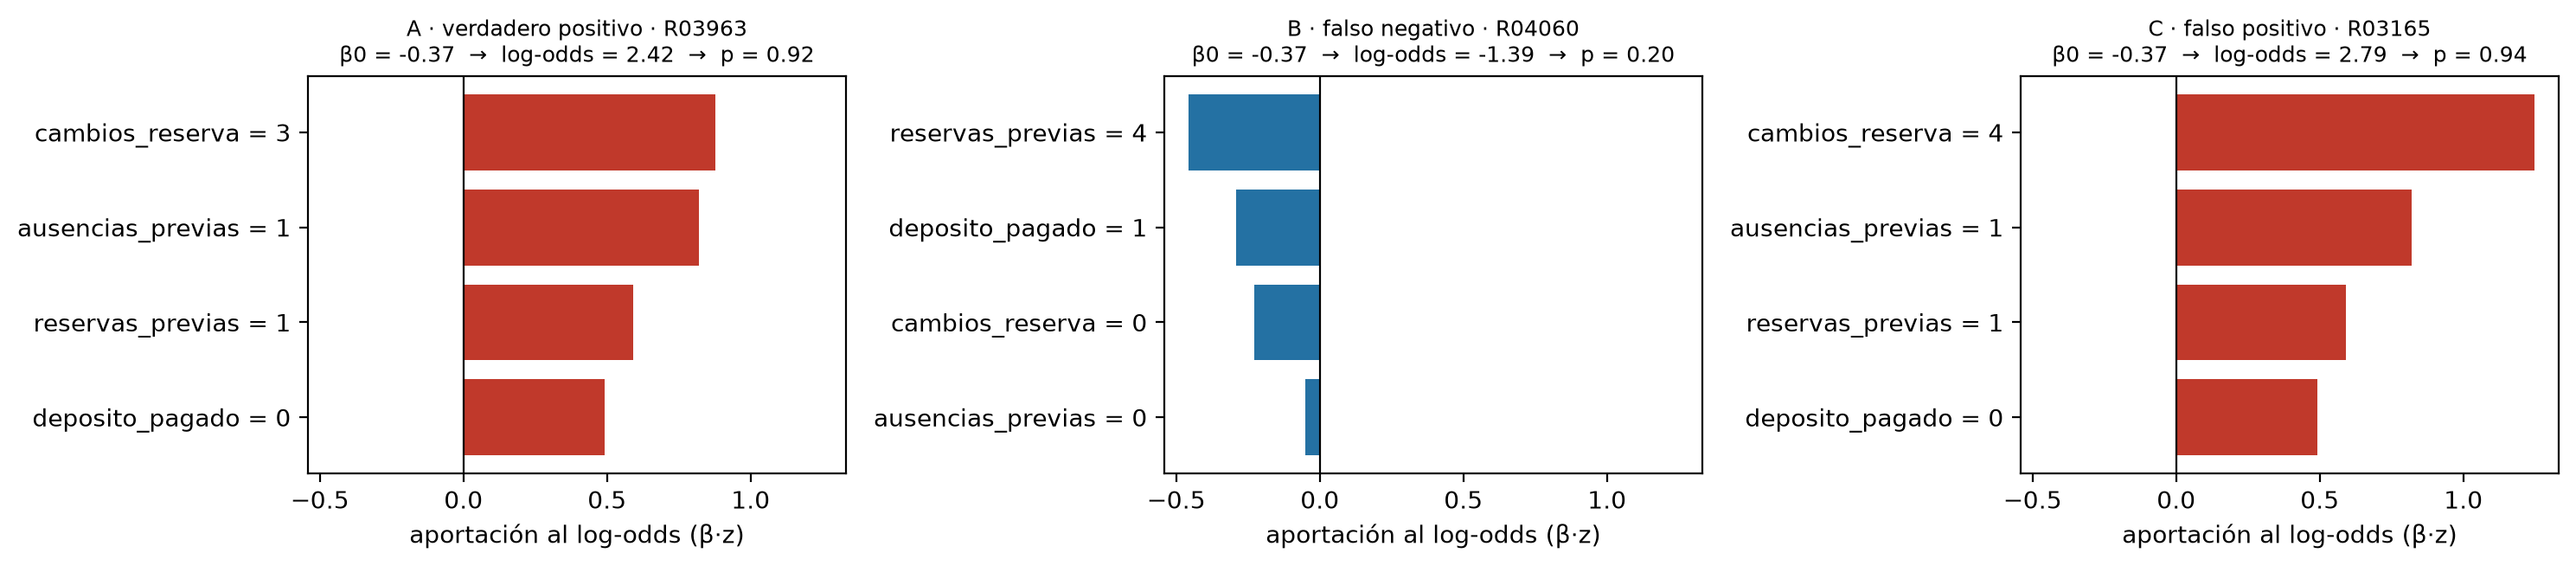 A · verdadero positivo · R03963
β0 = -0.37 → log-odds = 2.42 → p = 0.92
cambios_reserva = 3
ausencias_previas = 1
reservas_previas = 1
deposito_pagado = 0
−0.5 0.0 0.5 1.0
aportación al log-odds (β·z)
B · falso negativo · R04060
β0 = -0.37 → log-odds = -1.39 → p = 0.20
reservas_previas = 4
deposito_pagado = 1
cambios_reserva = 0
ausencias_previas = 0
−0.5 0.0 0.5 1.0
aportación al log-odds (β·z)
C · falso positivo · R03165
β0 = -0.37 → log-odds = 2.79 → p = 0.94
cambios_reserva = 4
ausencias_previas = 1
reservas_previas = 1
deposito_pagado = 0
−0.5 0.0 0.5 1.0
aportación al log-odds (β·z)